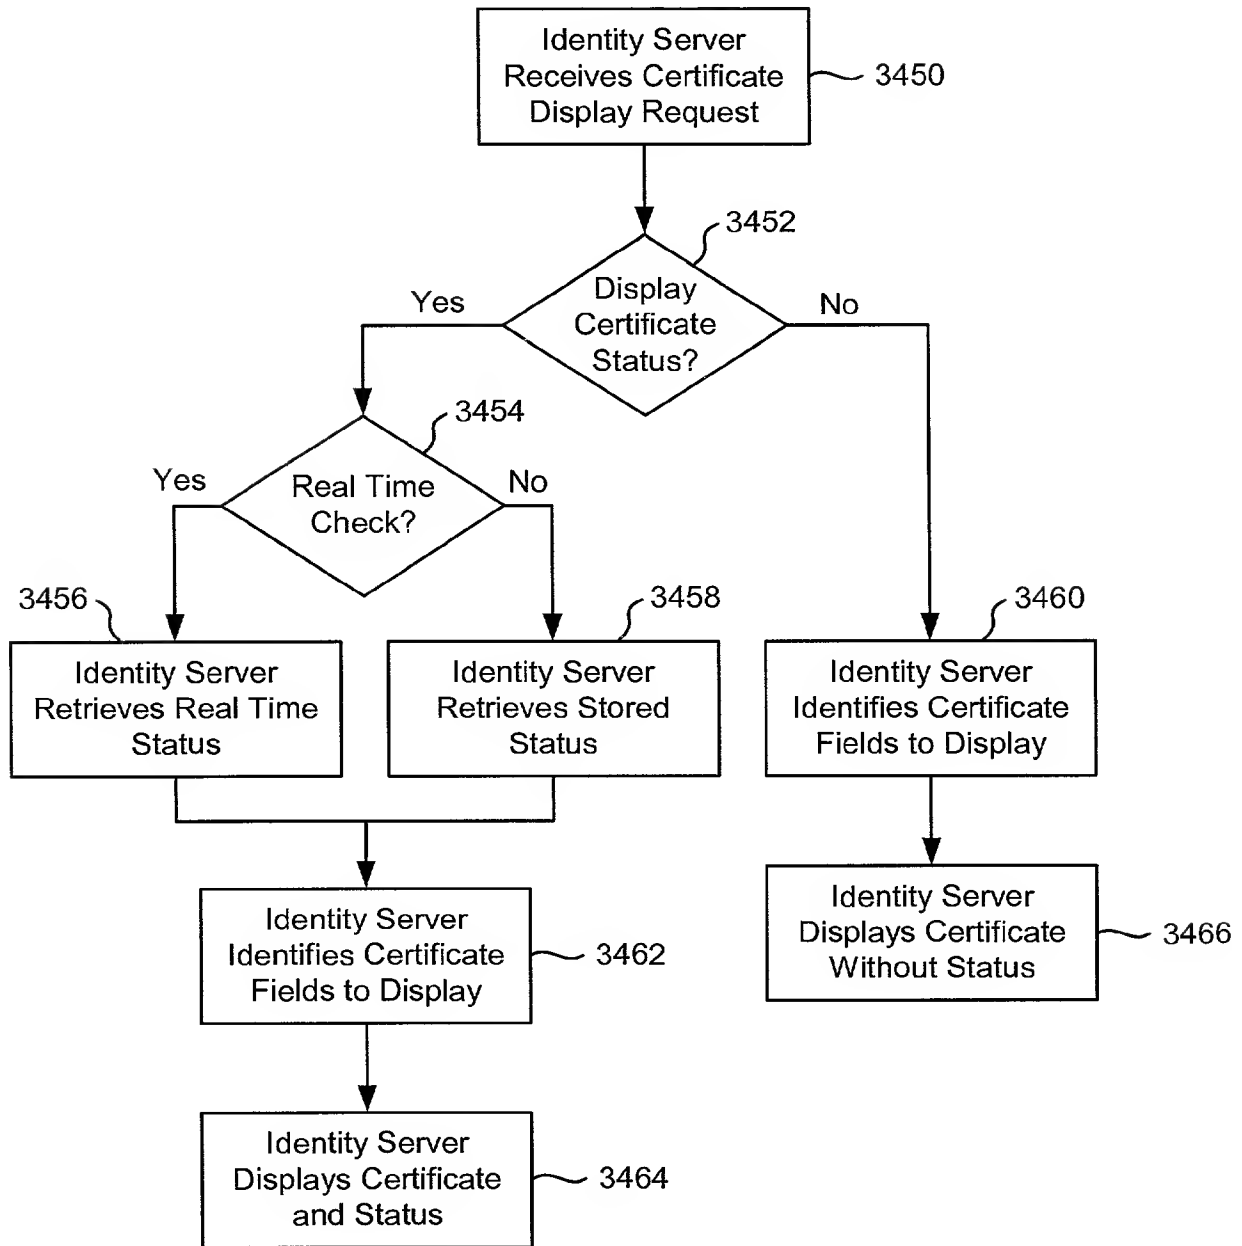 Identity Server
Receives Certificate
Display Request
3450
3452
Display
Certificate
Status?
Yes
No
3454
Real Time
Check?
Yes
No
3456
Identity Server
Retrieves Real Time
Status
3458
Identity Server
Retrieves Stored
Status
3460
Identity Server
Identifies Certificate
Fields to Display
Identity Server
Identifies Certificate
Fields to Display
3462
Identity Server
Displays Certificate
Without Status
3466
Identity Server
Displays Certificate
and Status
3464